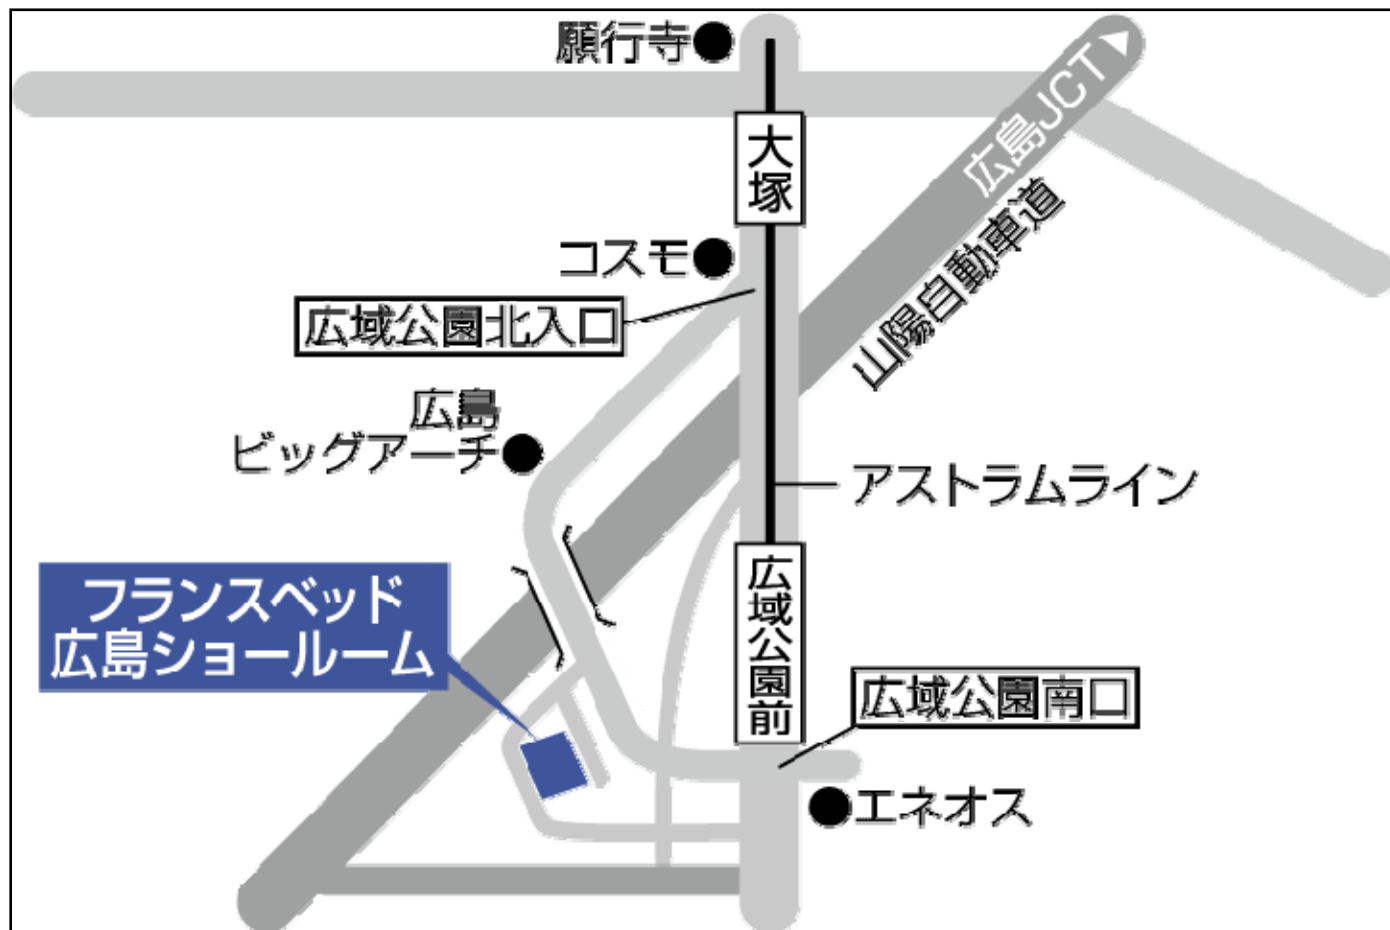 願行寺
広島JCT
大塚
山陽自動車道
コスモ
広域公園北入口
広島
ビッグアーチ
アストラムライン
フランスベッド
広島ショールーム
広域公園前
広域公園南口
エネオス